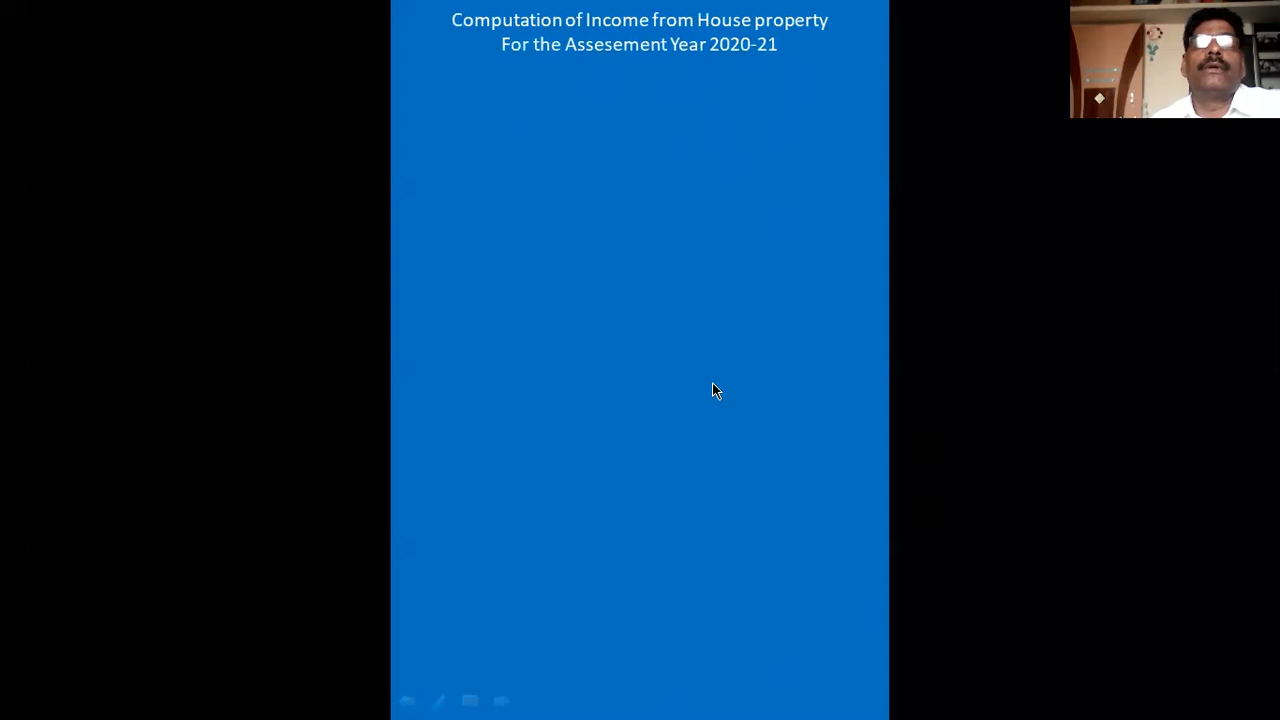 Computation of Income from House property
For the Assesement Year 2020-21